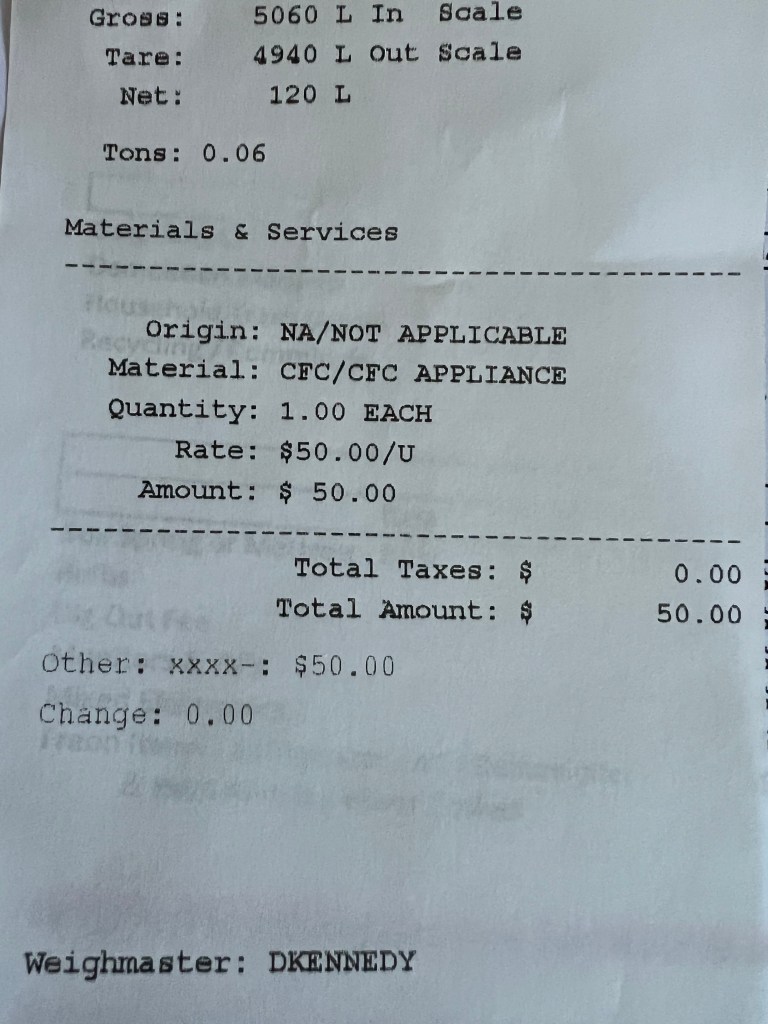 Gross: 5060 L In Scale
Tare: 4940 L Out Scale
Net: 120 L
Tons: 0.06
Materials & Services
----------------------------------------
Origin: NA/NOT APPLICABLE
Material: CFC/CFC APPLIANCE
Quantity: 1.00 EACH
Rate: $50.00/U
Amount: $ 50.00
----------------------------------------
Total Taxes: $ 0.00
Total Amount: $ 50.00
Other: xxxx-: $50.00
Change: 0.00
Weighmaster: DKENNEDY